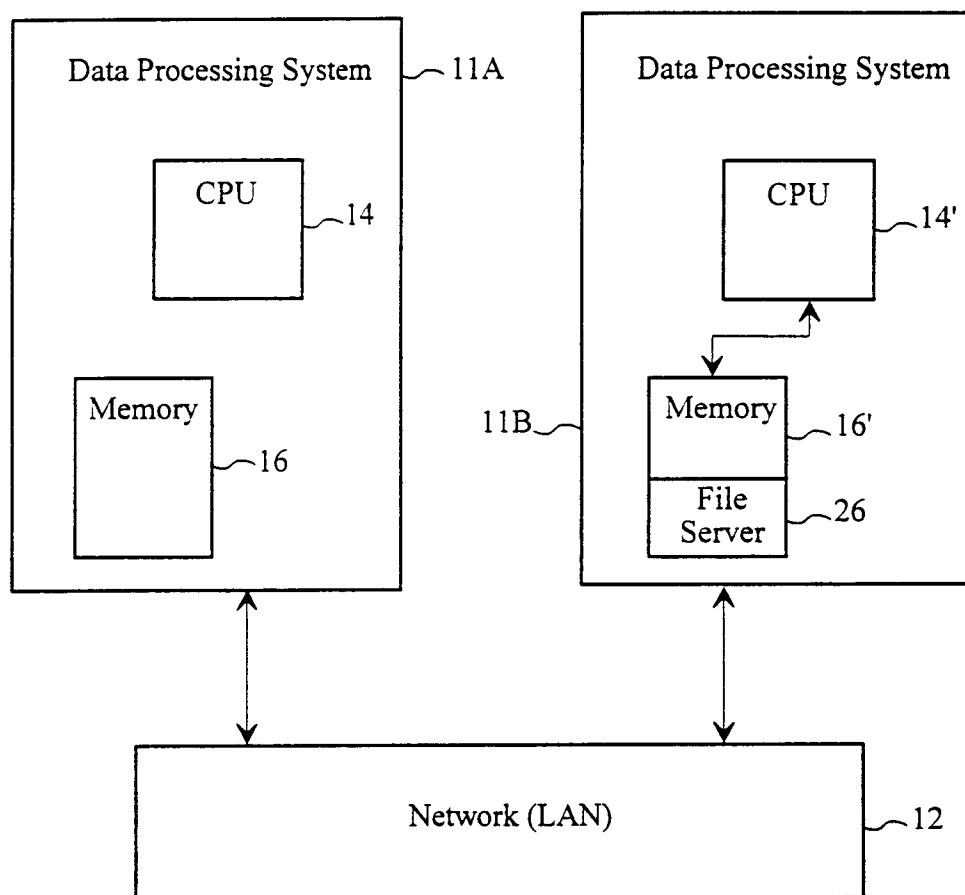 Data Processing System
11A
CPU
14
Memory
16
Data Processing System
CPU
14'
11B
Memory
16'
File
Server
26
Network (LAN)
12